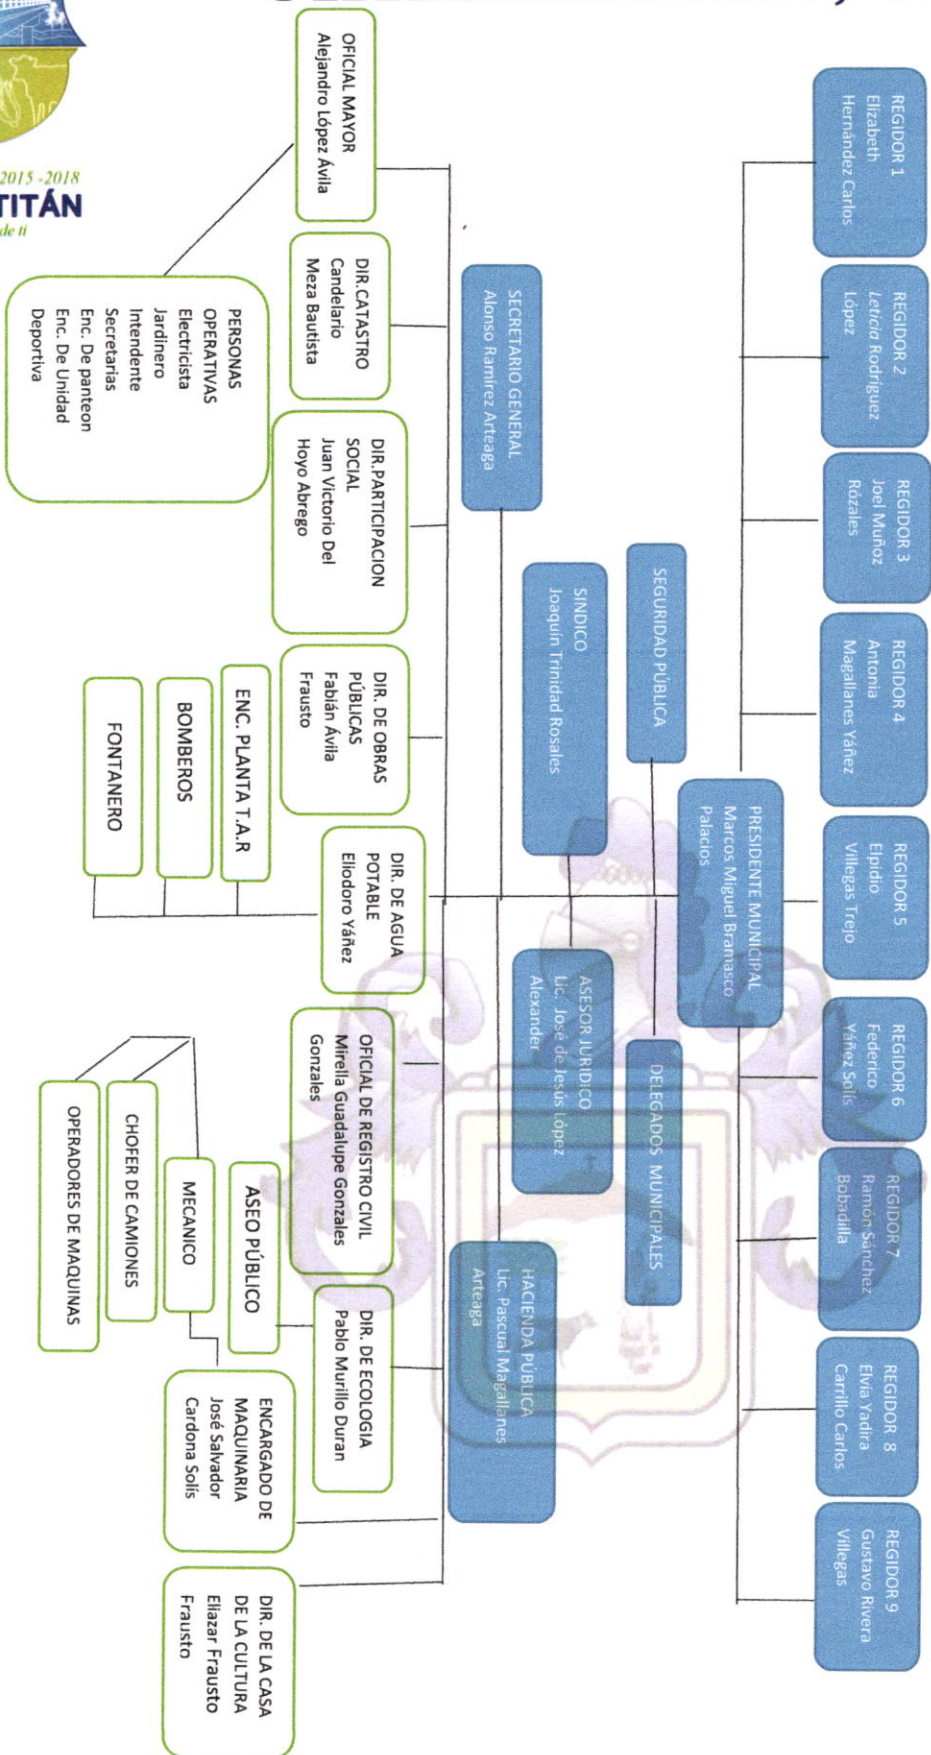 REGIDOR 1
Elizabeth
Hernández Carlos
REGIDOR 2
Leticia Rodríguez
López
REGIDOR 3
Joel Muñoz
Rózales
REGIDOR 4
Antonia
Magallanes Yáñez
REGIDOR 5
Elpidio
Villegas Trejo
REGIDOR 6
Federico
Yáñez Solís
REGIDOR 7
Ramón Sánchez
Bobadilla
REGIDOR 8
Elvia Yadira
Carrillo Carlos
REGIDOR 9
Gustavo Rivera
Villegas
PRESIDENTE MUNICIPAL
Marcos Miguel Bramasco
Palacios
SEGURIDAD PÚBLICA
DELEGADOS MUNICIPALES
SINDICO
Joaquín Trinidad Rosales
ASESOR JURIDICO
Lic. José de Jesús López
Alexander
SECRETARIO GENERAL
Alonso Ramírez Arteaga
HACIENDA PÚBLICA
Lic. Pascual Magallanes
Arteaga
OFICIAL MAYOR
Alejandro López Ávila
DIR.CATASTRO
Candelario
Meza Bautista
DIR.PARTICIPACION
SOCIAL
Juan Victorio Del
Hoyo Abrego
DIR. DE OBRAS
PÚBLICAS
Fabián Ávila
Frausto
DIR. DE AGUA
POTABLE
Eliodoro Yáñez
OFICIAL DE REGISTRO CIVIL
Mirella Guadalupe Gonzales
Gonzales
DIR. DE ECOLOGIA
Pablo Murillo Duran
ENCARGADO DE
MAQUINARIA
José Salvador
Cardona Solís
DIR. DE LA CASA
DE LA CULTURA
Eliazar Frausto
Frausto
PERSONAS
OPERATIVAS
Electricista
Jardinero
Intendente
Secretarias
Enc. De panteon
Enc. De Unidad
Deportiva
ENC. PLANTA T.A.R
BOMBEROS
FONTANERO
ASEO PÚBLICO
MECANICO
CHOFER DE CAMIONES
OPERADORES DE MAQUINAS
2015 -2018
de ti